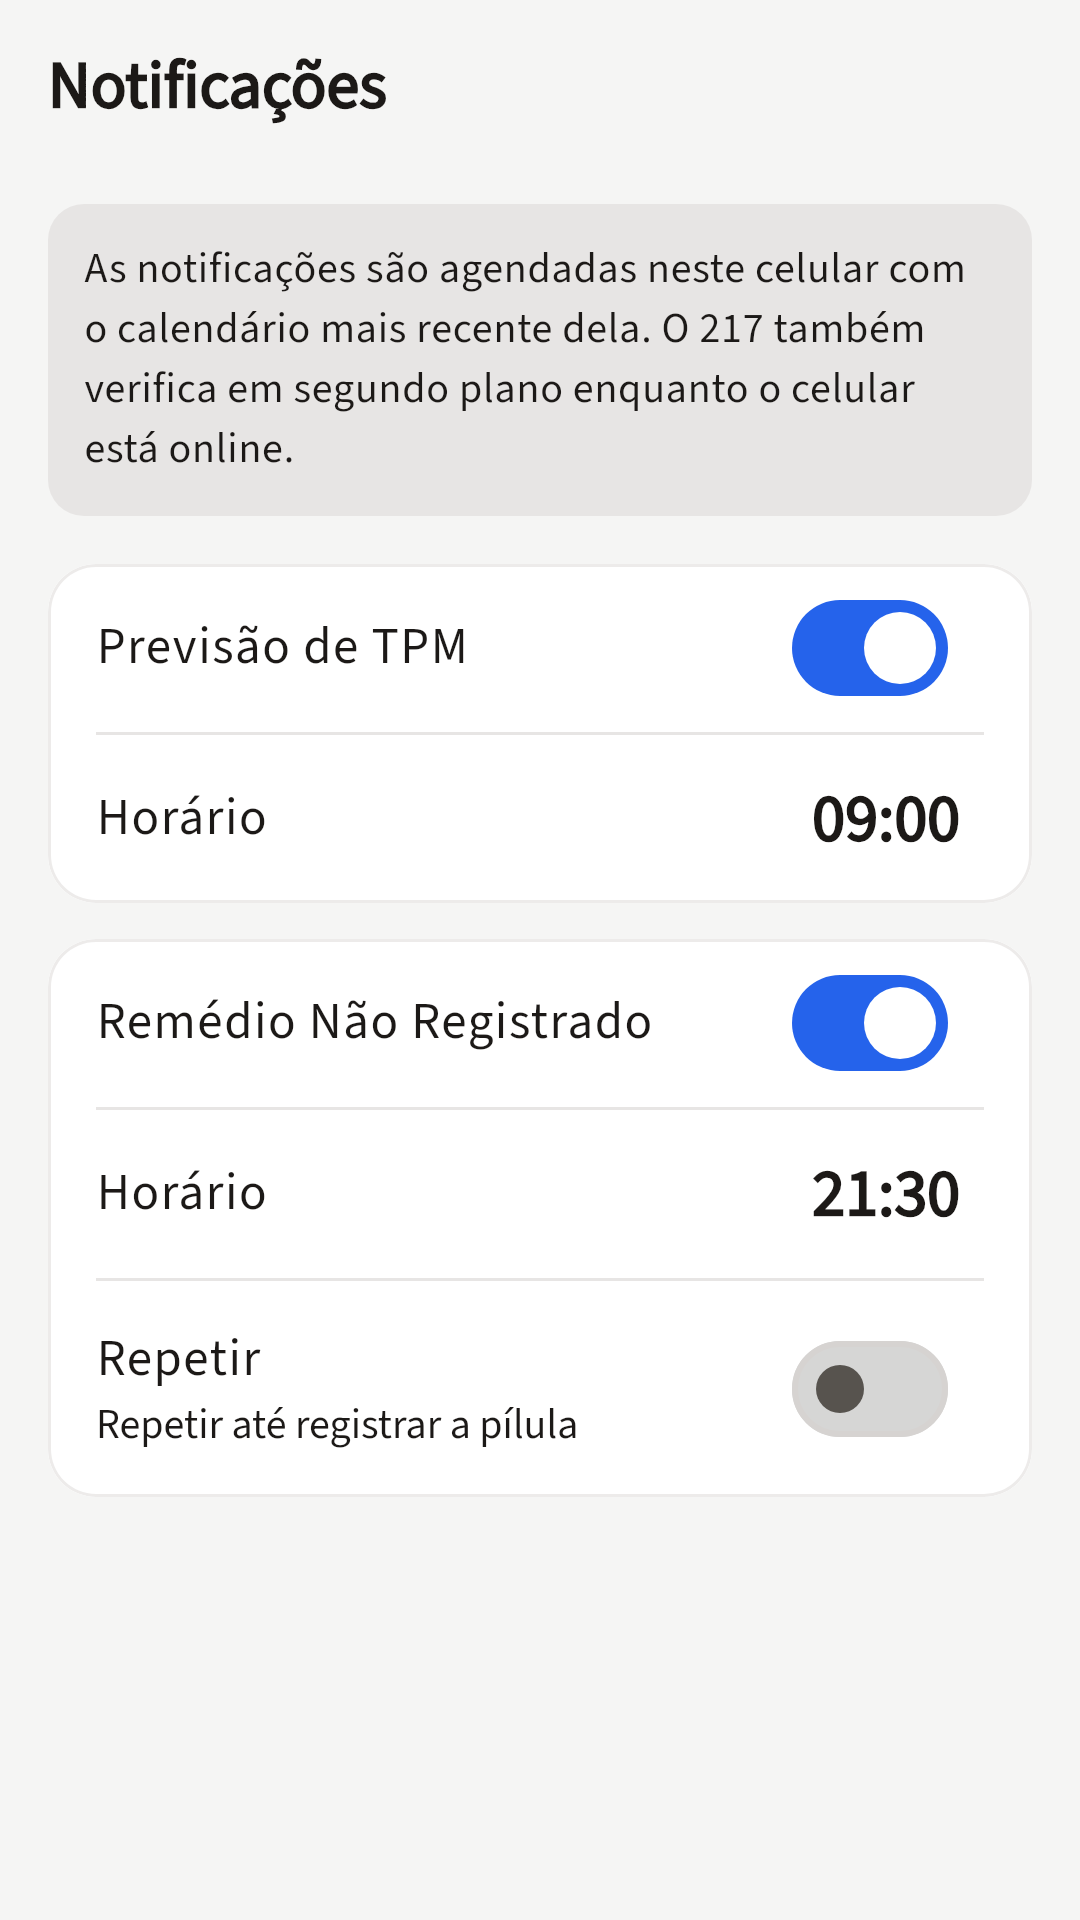 Notificações
As notificações são agendadas neste celular com
o calendário mais recente dela. O 217 também
verifica em segundo plano enquanto o celular
está online.
Previsão de TPM
Horário 09:00
Remédio Não Registrado
Horário 21:30
Repetir
Repetir até registrar a pílula